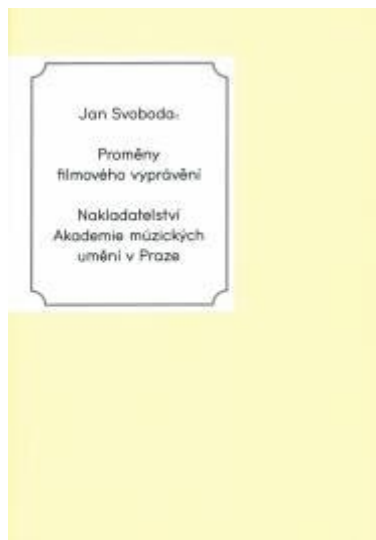 Jan Svoboda:
Proměny
filmového vyprávění
Nakladatelství
Akademie múzických
umění v Praze